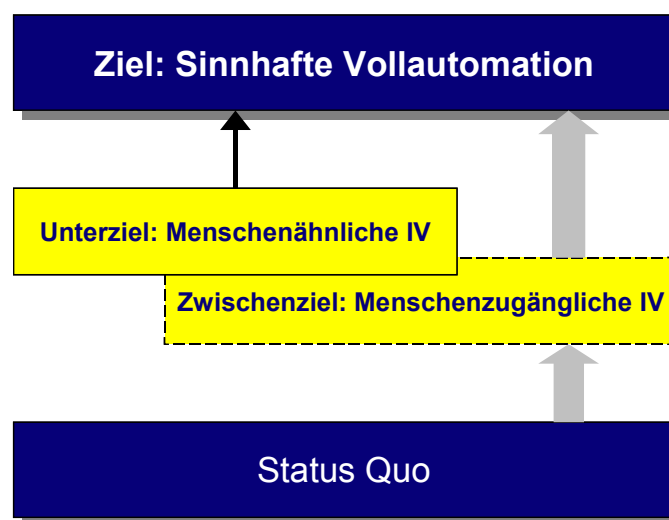 Ziel: Sinnhafte Vollautomation
Unterziel: Menschenähnliche IV
Zwischenziel: Menschenzugängliche IV
Status Quo